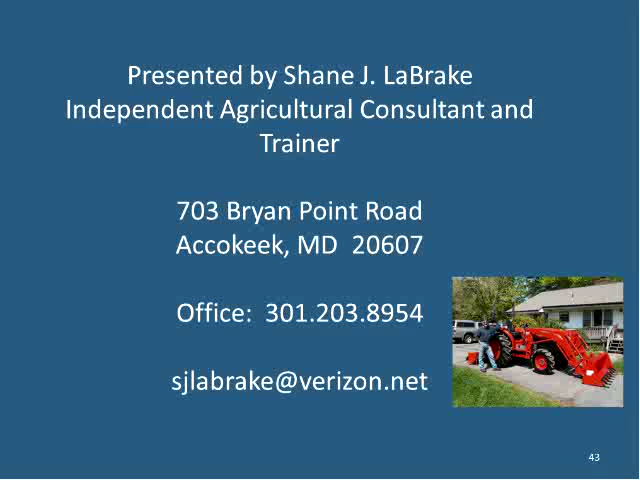 Presented by Shane J. LaBrake
Independent Agricultural Consultant and
Trainer
703 Bryan Point Road
Accokeek, MD  20607
Office:  301.203.8954
sjlabrake@verizon.net
43